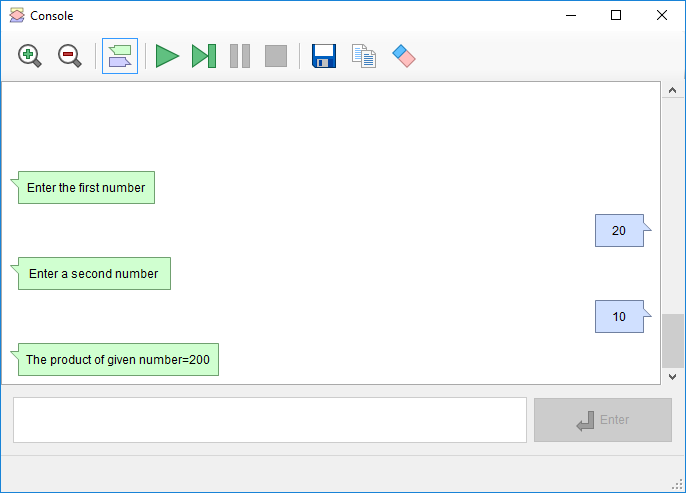 Console
Enter the first number
20
Enter a second number
10
The product of given number=200
Enter